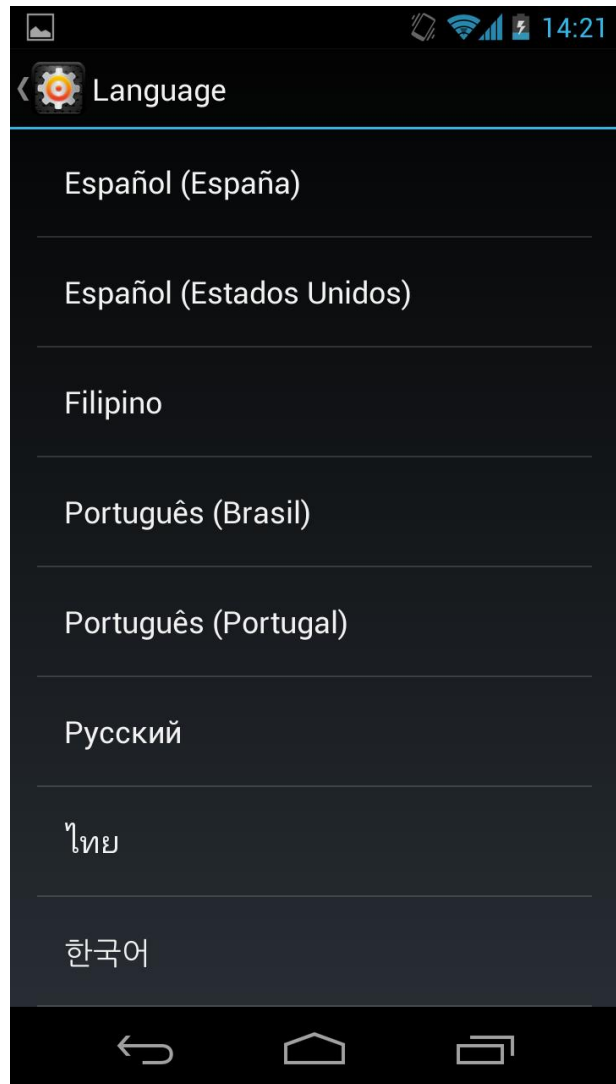 14:21
Language
Español (España)
Español (Estados Unidos)
Filipino
Português (Brasil)
Português (Portugal)
Русский
ไทย
한국어